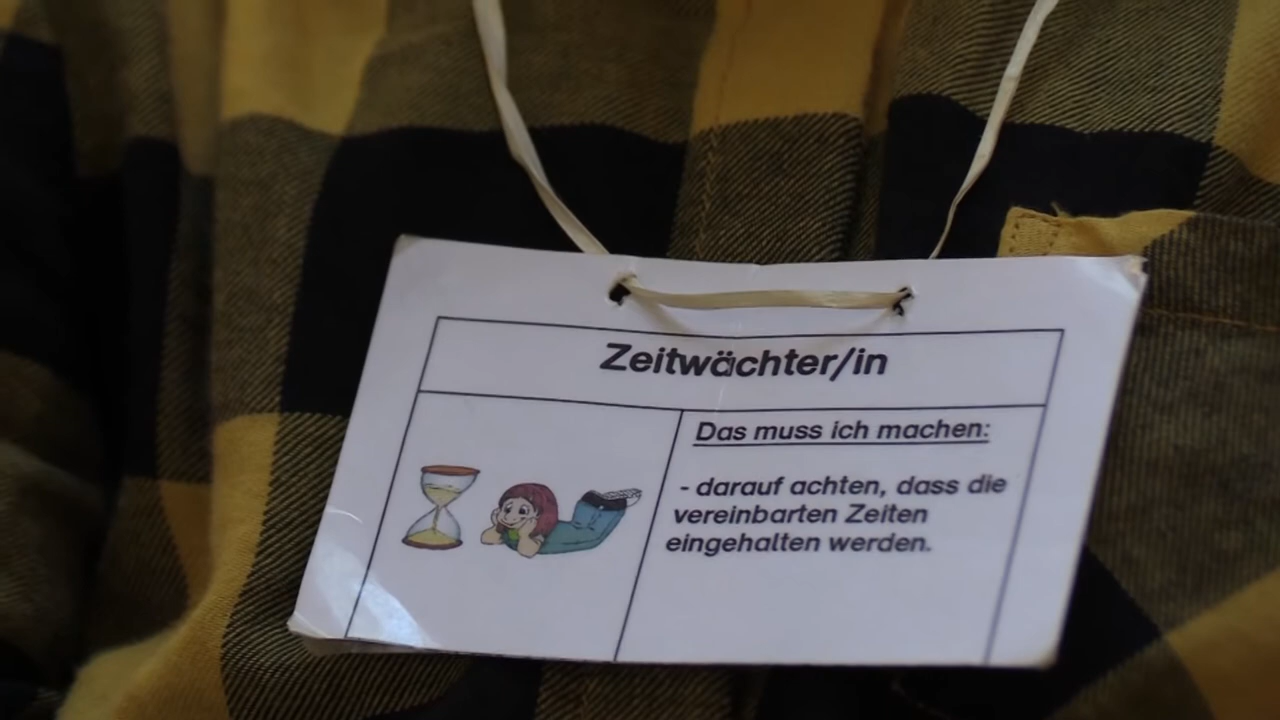 Zeitwächter/in
Das muss ich machen:
- darauf achten, dass die
vereinbarten Zeiten
eingehalten werden.